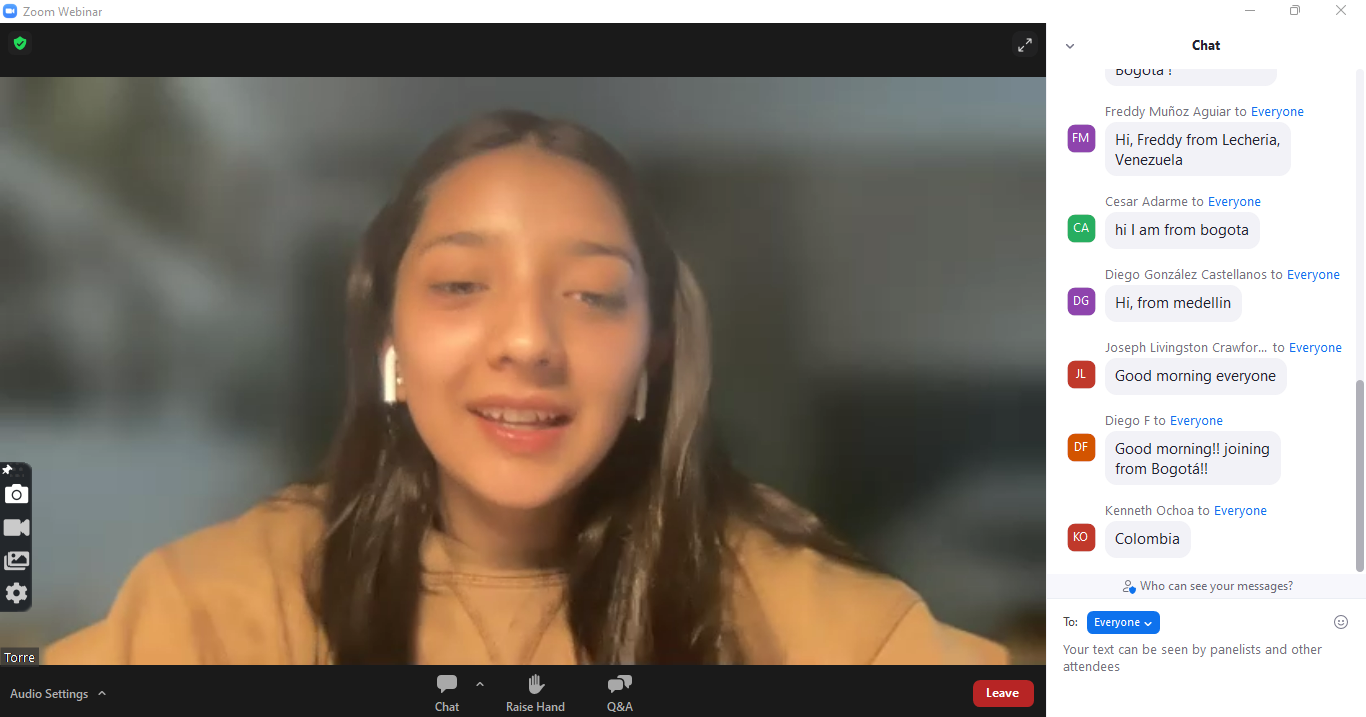 Zoom Webinar
Chat
Bogota !
Freddy Muñoz Aguiar to Everyone
FM
Hi, Freddy from Lecheria,
Venezuela
Cesar Adarme to Everyone
CA
hi I am from bogota
Diego González Castellanos to Everyone
DG
Hi, from medellin
Joseph Livingston Crawfor... to Everyone
JL
Good morning everyone
Diego F to Everyone
DF
Good morning!! joining
from Bogotá!!
Kenneth Ochoa to Everyone
KO
Colombia
Who can see your messages?
To: Everyone
Your text can be seen by panelists and other
attendees
Torre
Audio Settings
Chat
Raise Hand
Q&A
Leave